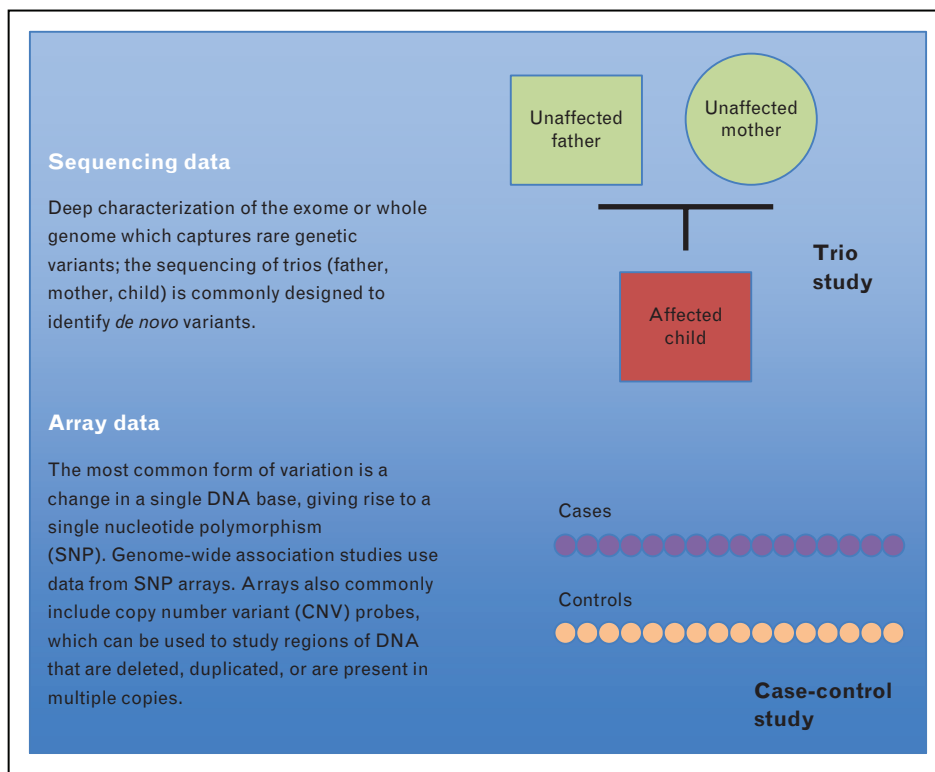 Sequencing data
Deep characterization of the exome or whole
genome which captures rare genetic
variants; the sequencing of trios (father,
mother, child) is commonly designed to
identify de novo variants.
Unaffected
father
Unaffected
mother
Trio
study
Affected
child
Array data
The most common form of variation is a
change in a single DNA base, giving rise to a
single nucleotide polymorphism
(SNP). Genome-wide association studies use
data from SNP arrays. Arrays also commonly
include copy number variant (CNV) probes,
which can be used to study regions of DNA
that are deleted, duplicated, or are present in
multiple copies.
Cases
Controls
Case-control
study